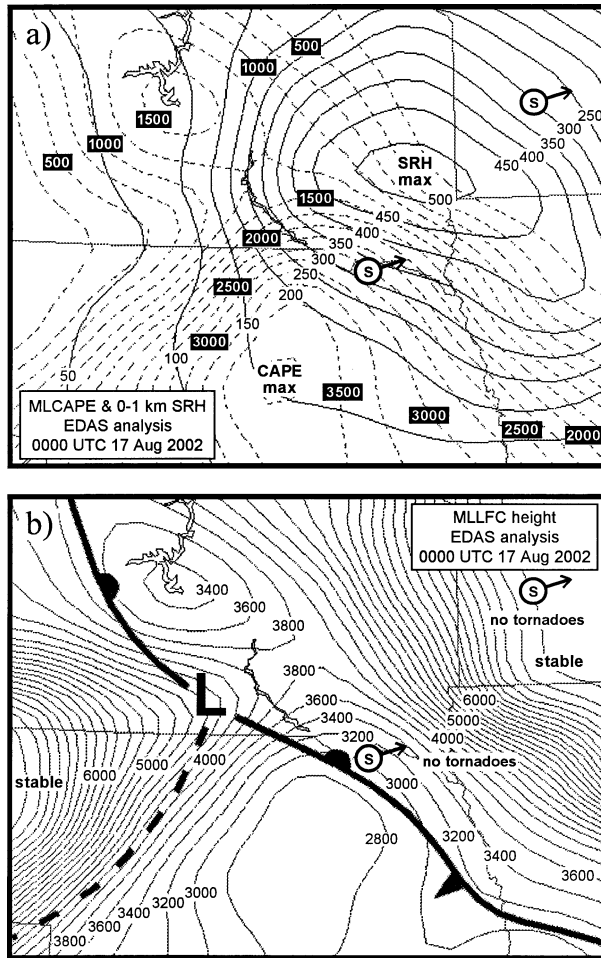 a)
500
1000
1500
1000
500
S
250
300
350
400
450
SRH
max
500
1500
450
400
350
300
250
200
2000
S
2500
150
3000
100
50
CAPE
max
3500
3000
2500
2000
MLCAPE & 0-1 km SRH
EDAS analysis
0000 UTC 17 Aug 2002
b)
MLLFC height
EDAS analysis
0000 UTC 17 Aug 2002
S
no tornadoes
stable
3400
3600
3800
3800
3600
3400
3200
L
6000
5000
4000
S
no tornadoes
3000
stable
6000
5000
4000
2800
3200
3400
3600
3000
3200
3400
3600
3800